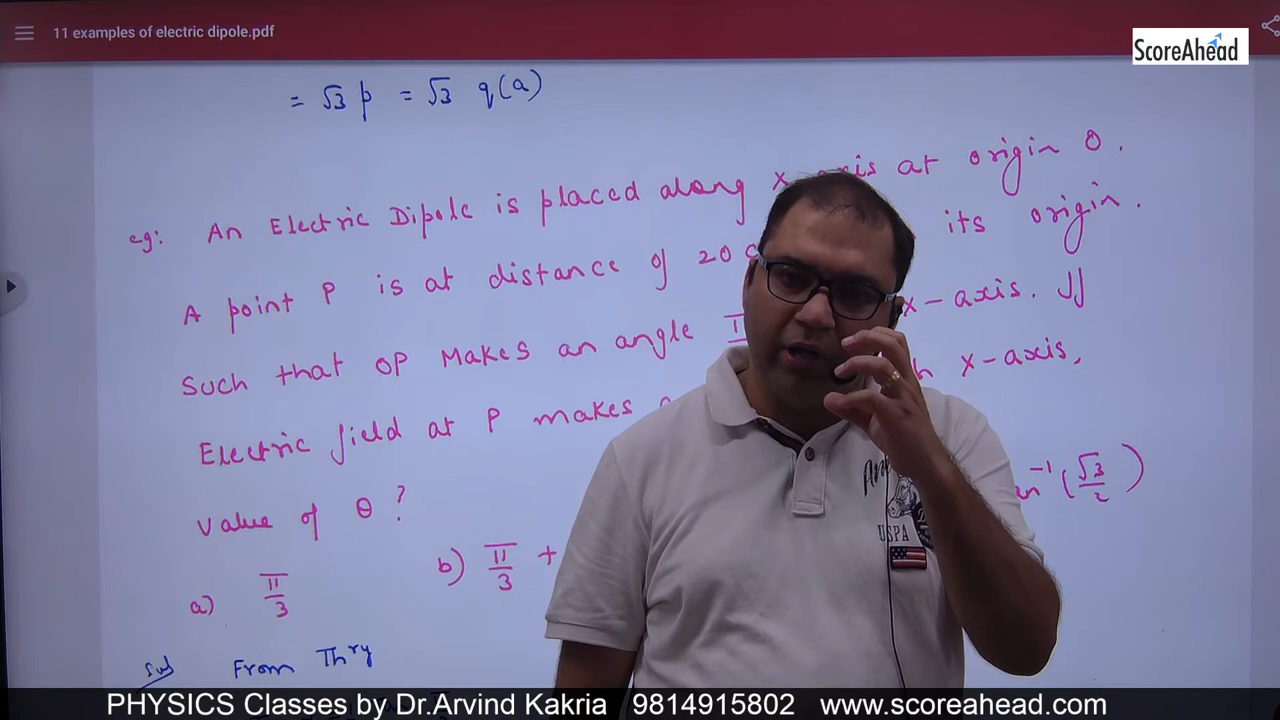 11 examples of electric dipole.pdf
ScoreAhead
= √3 p = √3 q(a)
eg: An Electric Dipole is placed along x-axis at origin O.
A point P is at distance of 20 its origin.
Such that OP Makes an angle x-axis. If
Electric field at P makes x-axis,
value of θ?
a) π/3 b) π/3 + (√3/2)
Sol From Thry
PHYSICS Classes by Dr.Arvind Kakria 9814915802 www.scoreahead.com